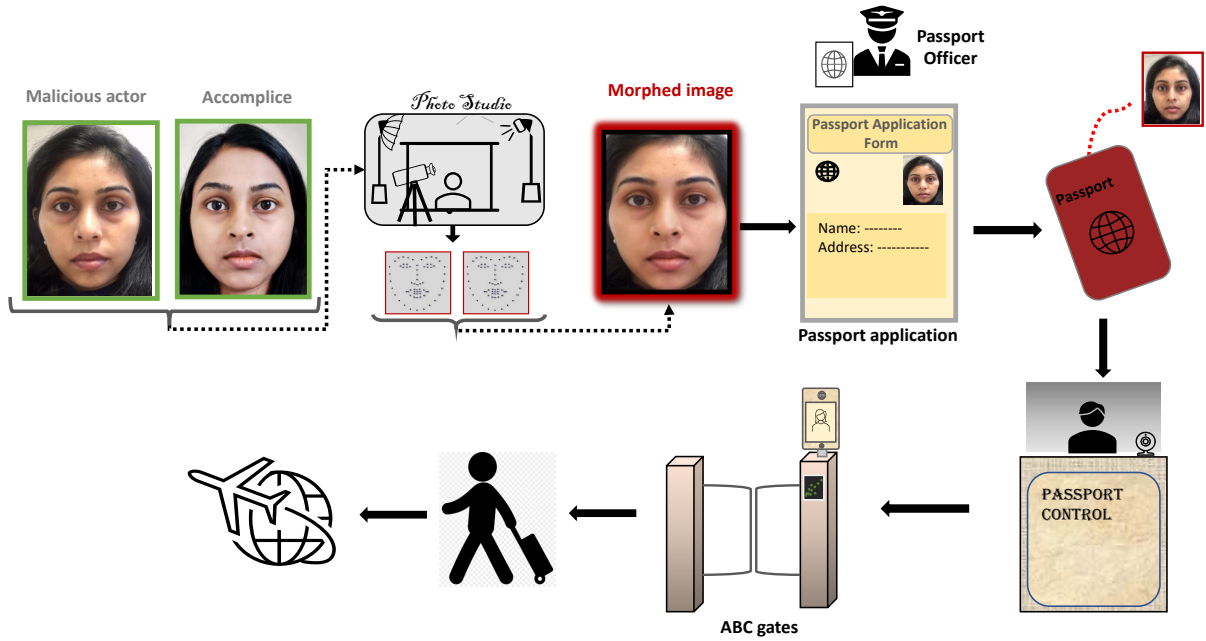 Malicious actor
Accomplice
Photo Studio
Morphed image
Passport
Officer
Passport Application
Form
Name: --------
Address: -----------
Passport application
Passport
PASSPORT
CONTROL
ABC gates